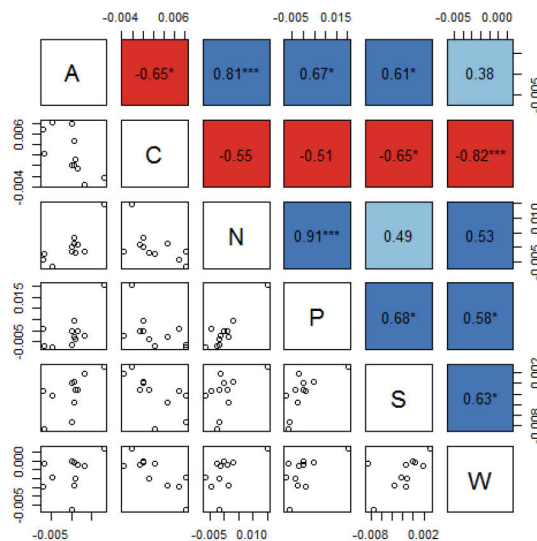 -0.004 0.006 -0.005 0.015 -0.005 0.000
A -0.65* 0.81*** 0.67* 0.61* 0.38 -0.005
0.006 -0.004 C -0.55 -0.51 -0.65* -0.82***
N 0.91*** 0.49 0.53 0.010 -0.005
0.015 -0.005 P 0.68* 0.58*
S 0.63* 0.002 -0.008
0.000 -0.005 W
-0.005 -0.005 0.010 -0.008 0.002